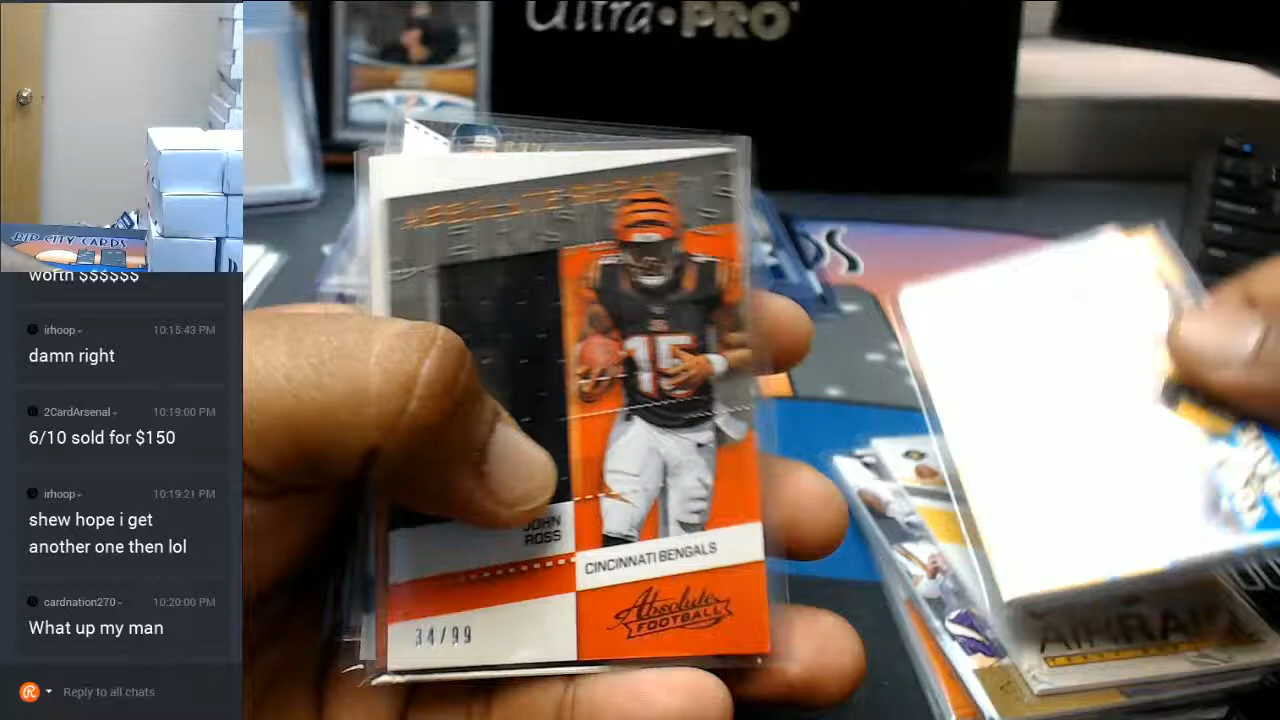 Ultra•PRO
RIP CITY CARDS
worth $$$$$$
irhoop
10:15:43 PM
damn right
2CardArsenal
10:19:00 PM
6/10 sold for $150
irhoop
10:19:21 PM
shew hope i get
another one then lol
cardnation270
10:20:00 PM
What up my man
Reply to all chats
15
JOHN
ROSS
CINCINNATI BENGALS
Absolute
FOOTBALL
34/99